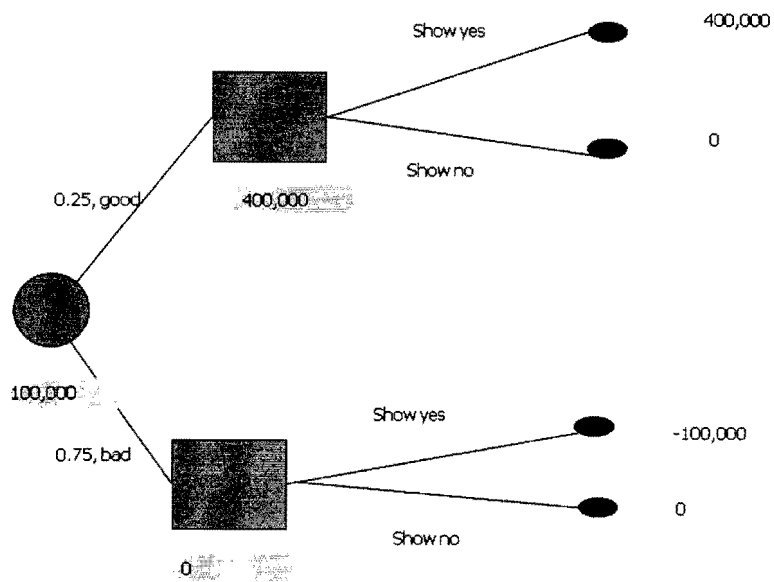 400,000
Show yes
0
Show no
0.25, good
400,000
100,000
Show yes
-100,000
0.75, bad
0
Show no
0